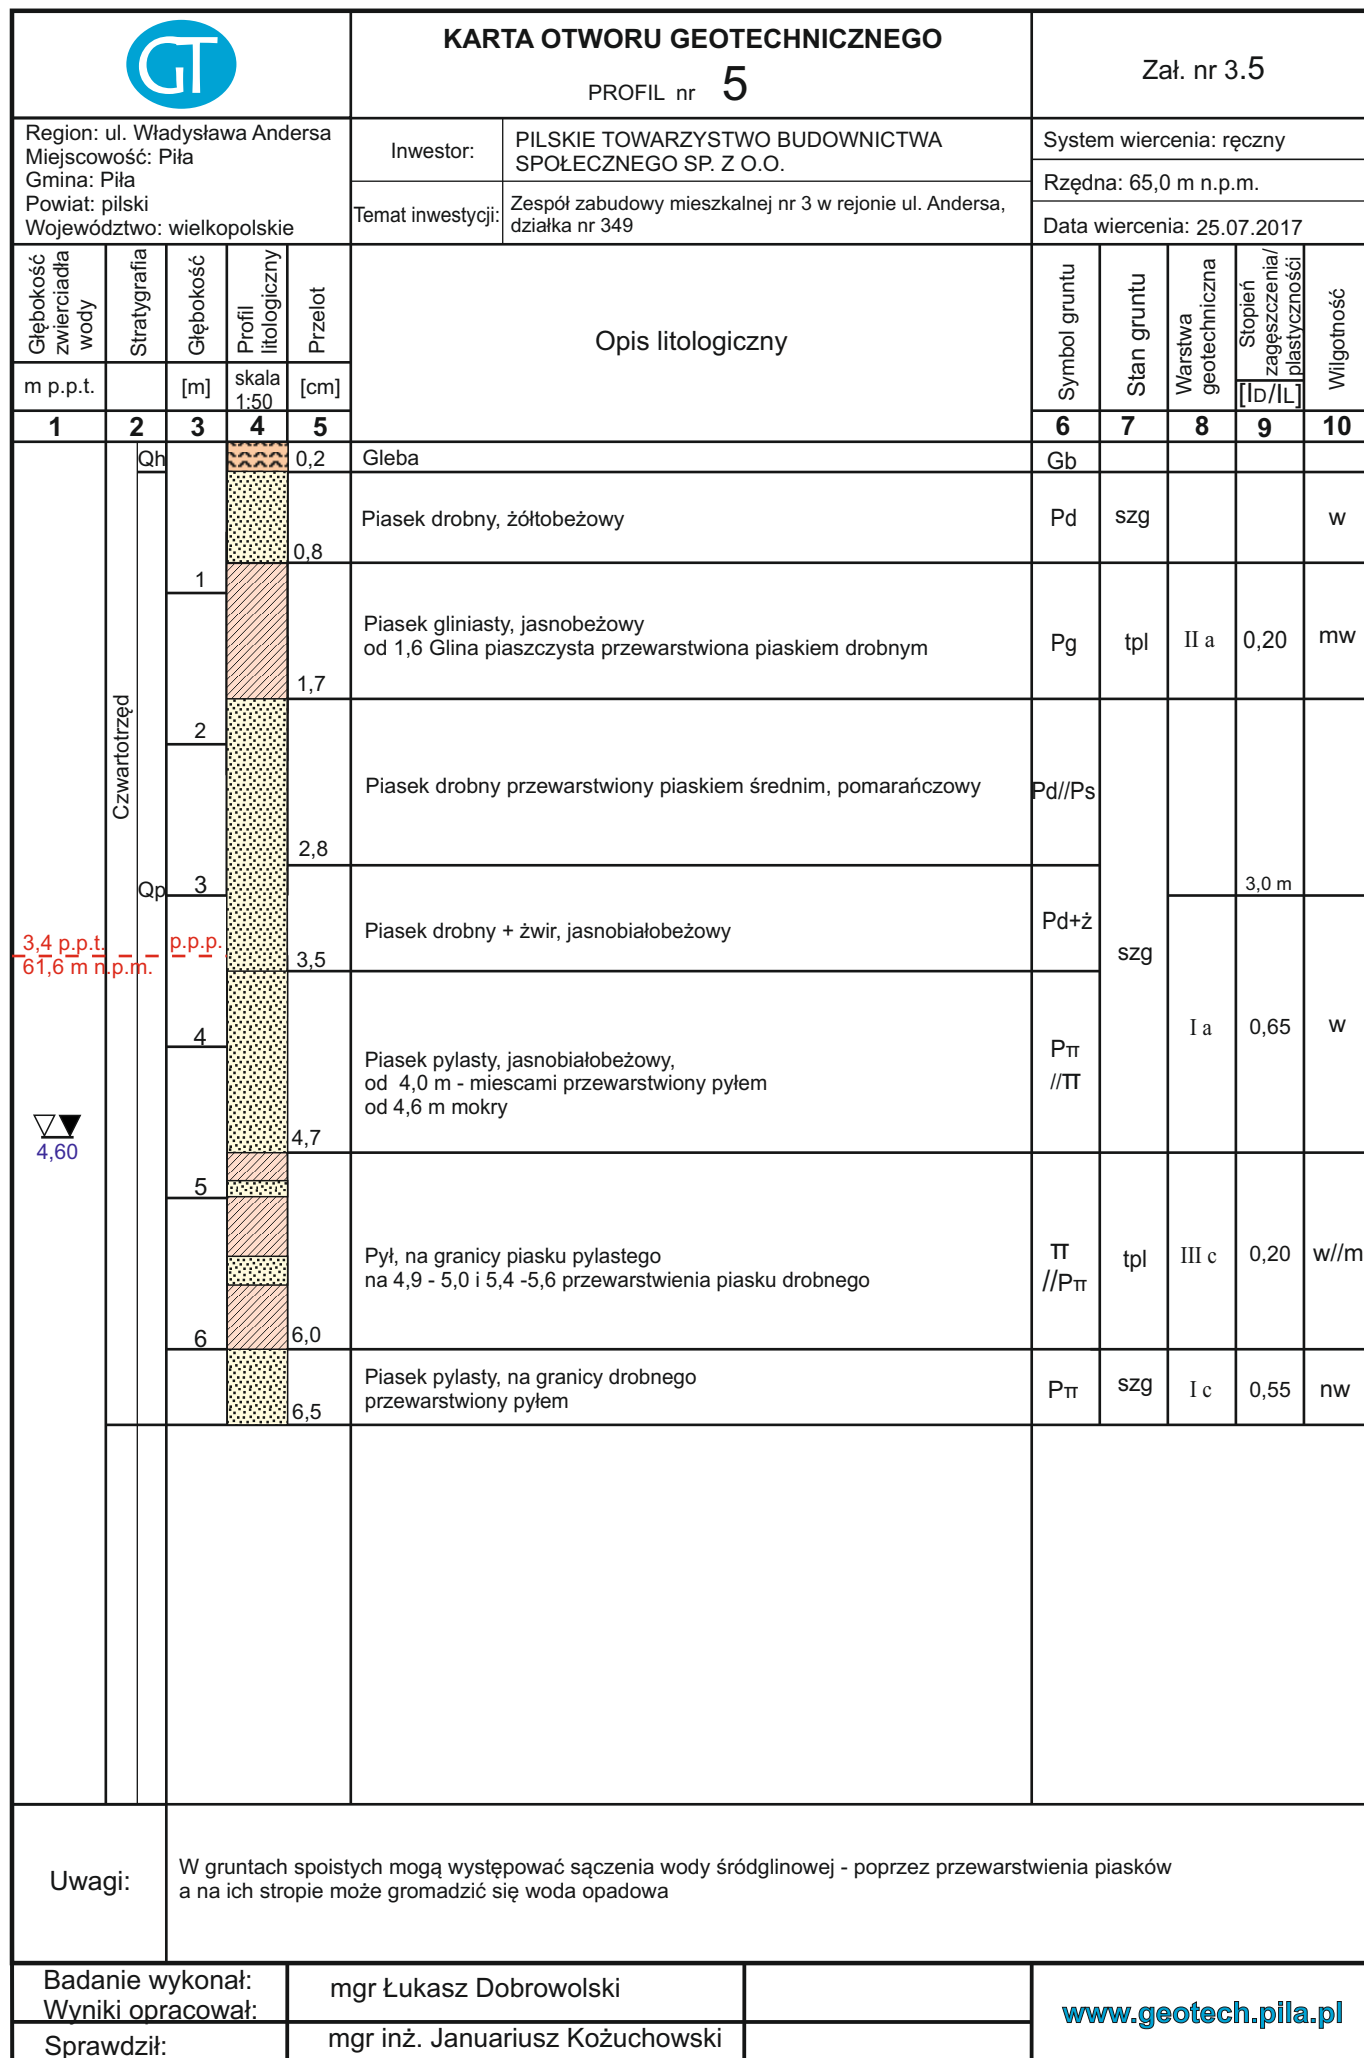 GT
KARTA OTWORU GEOTECHNICZNEGO
PROFIL nr 5
Zał. nr 3.5
Region: ul. Władysława Andersa
Miejscowość: Piła
Gmina: Piła
Powiat: pilski
Województwo: wielkopolskie
Inwestor:
PILSKIE TOWARZYSTWO BUDOWNICTWA
SPOŁECZNEGO SP. Z O.O.
Temat inwestycji:
Zespół zabudowy mieszkalnej nr 3 w rejonie ul. Andersa,
działka nr 349
System wiercenia: ręczny
Rzędna: 65,0 m n.p.m.
Data wiercenia: 25.07.2017
Głębokość
zwierciadła
wody
Stratygrafia
Głębokość
Profil
litologiczny
Przelot
Opis litologiczny
Symbol gruntu
Stan gruntu
Warstwa
geotechniczna
Stopień
zagęszczenia/
plastycznośći
Wilgotność
m p.p.t.
[m]
skala
1:50
[cm]
[ID/IL]
1 2 3 4 5 6 7 8 9 10
Qh 0,2 Gleba Gb
Piasek drobny, żółtobeżowy Pd szg w
0,8
1
Piasek gliniasty, jasnobeżowy
od 1,6 Glina piaszczysta przewarstwiona piaskiem drobnym
Pg tpl II a 0,20 mw
1,7
Czwartotrzęd
2
Piasek drobny przewarstwiony piaskiem średnim, pomarańczowy Pd//Ps
2,8
Qp 3 3,0 m
Piasek drobny + żwir, jasnobiałobeżowy Pd+ż
3,4 p.p.t. p.p.p.
61,6 m n.p.m.
3,5
szg
4
I a 0,65 w
Piasek pylasty, jasnobiałobeżowy,
od 4,0 m - miescami przewarstwiony pyłem
od 4,6 m mokry
Pπ
//π
4,60
4,7
5
Pył, na granicy piasku pylastego
na 4,9 - 5,0 i 5,4 -5,6 przewarstwienia piasku drobnego
π
//Pπ
tpl III c 0,20 w//m
6 6,0
Piasek pylasty, na granicy drobnego
przewarstwiony pyłem
Pπ szg I c 0,55 nw
6,5
Uwagi:
W gruntach spoistych mogą występować sączenia wody śródglinowej - poprzez przewarstwienia piasków
a na ich stropie może gromadzić się woda opadowa
Badanie wykonał:
Wyniki opracował:
mgr Łukasz Dobrowolski
Sprawdził:
mgr inż. Januariusz Kożuchowski
www.geotech.pila.pl